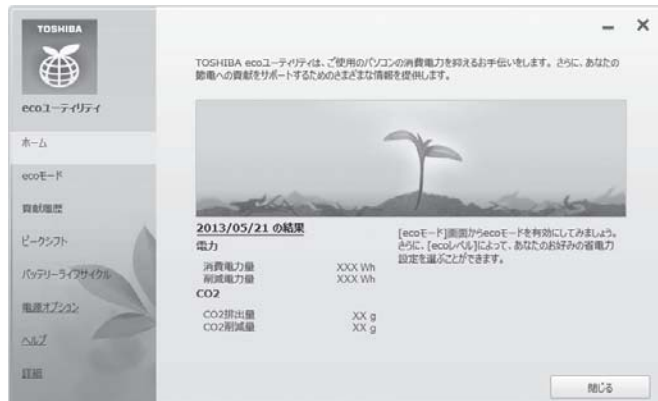 TOSHIBA
ecoユーティリティ
ホーム
ecoモード
貢献履歴
ピークシフト
バッテリーライフサイクル
電源オプション
ヘルプ
詳細
TOSHIBA ecoユーティリティは、ご使用のパソコンの消費電力を抑えるお手伝いをします。さらに、あなたの
節電への貢献をサポートするためのさまざまな情報を提供します。
2013/05/21 の結果
電力
消費電力量 XXX Wh
削減電力量 XXX Wh
CO2
CO2排出量 XX g
CO2削減量 XX g
[ecoモード]画面からecoモードを有効にしてみましょう。
さらに、[ecoレベル]によって、あなたのお好みの省電力
設定を選ぶことができます。
閉じる